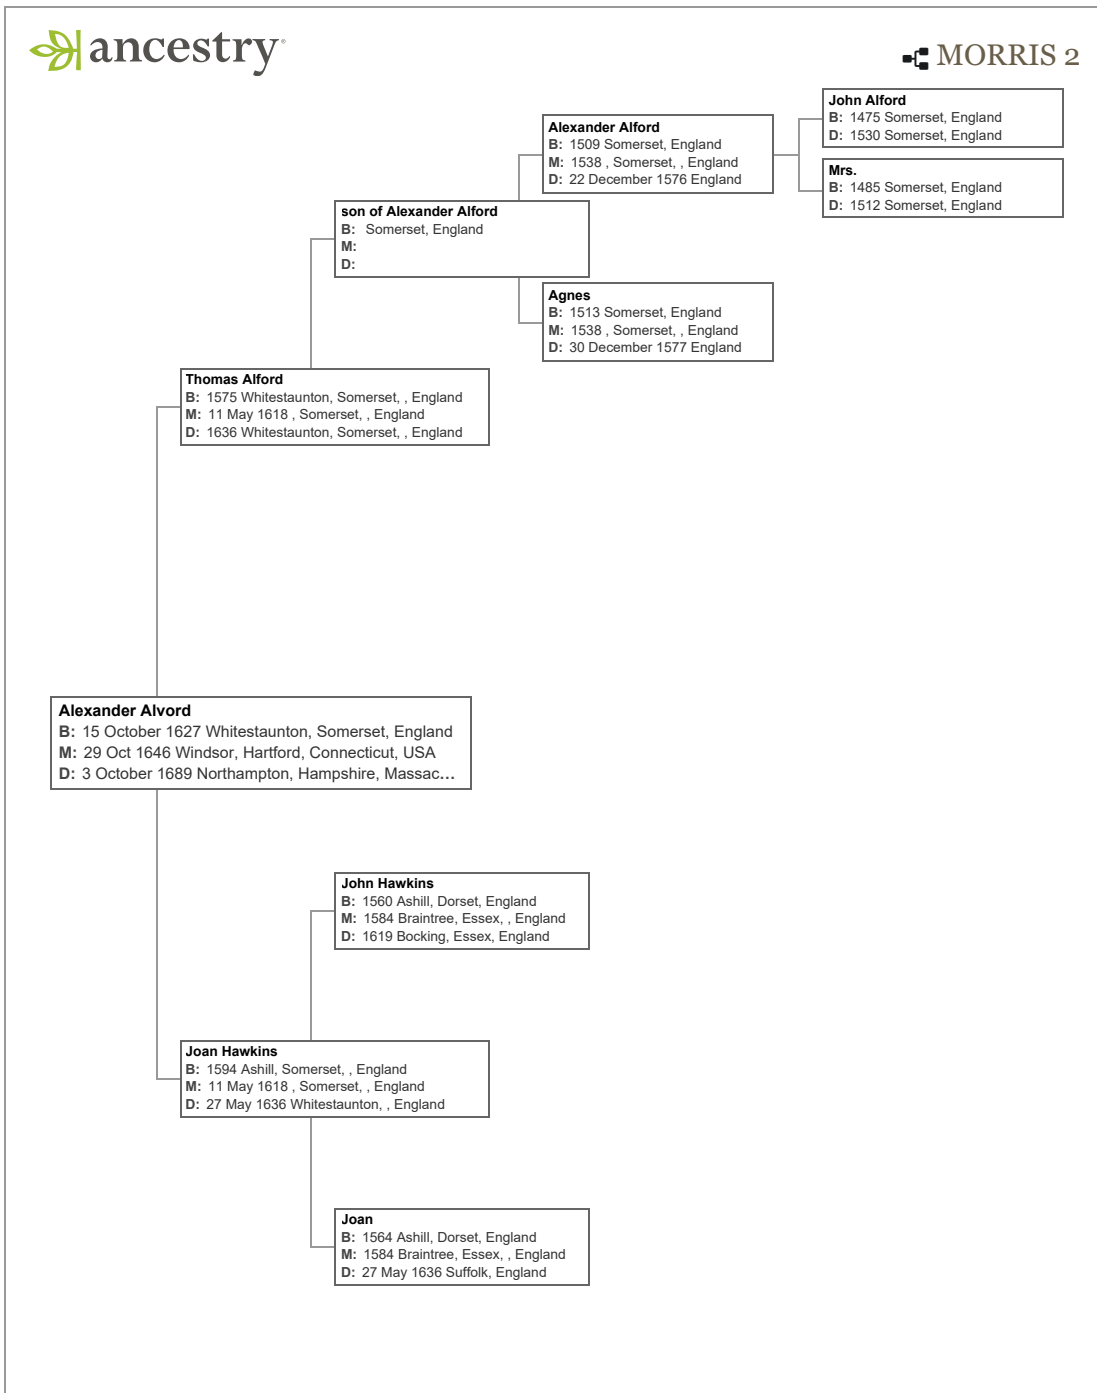 ancestry®
MORRIS 2
John Alford
B: 1475 Somerset, England
D: 1530 Somerset, England
Alexander Alford
B: 1509 Somerset, England
M: 1538 , Somerset, , England
D: 22 December 1576 England
Mrs.
B: 1485 Somerset, England
D: 1512 Somerset, England
son of Alexander Alford
B: Somerset, England
M:
D:
Agnes
B: 1513 Somerset, England
M: 1538 , Somerset, , England
D: 30 December 1577 England
Thomas Alford
B: 1575 Whitestaunton, Somerset, , England
M: 11 May 1618 , Somerset, , England
D: 1636 Whitestaunton, Somerset, , England
Alexander Alvord
B: 15 October 1627 Whitestaunton, Somerset, England
M: 29 Oct 1646 Windsor, Hartford, Connecticut, USA
D: 3 October 1689 Northampton, Hampshire, Massac...
John Hawkins
B: 1560 Ashill, Dorset, England
M: 1584 Braintree, Essex, , England
D: 1619 Bocking, Essex, England
Joan Hawkins
B: 1594 Ashill, Somerset, , England
M: 11 May 1618 , Somerset, , England
D: 27 May 1636 Whitestaunton, , England
Joan
B: 1564 Ashill, Dorset, England
M: 1584 Braintree, Essex, , England
D: 27 May 1636 Suffolk, England